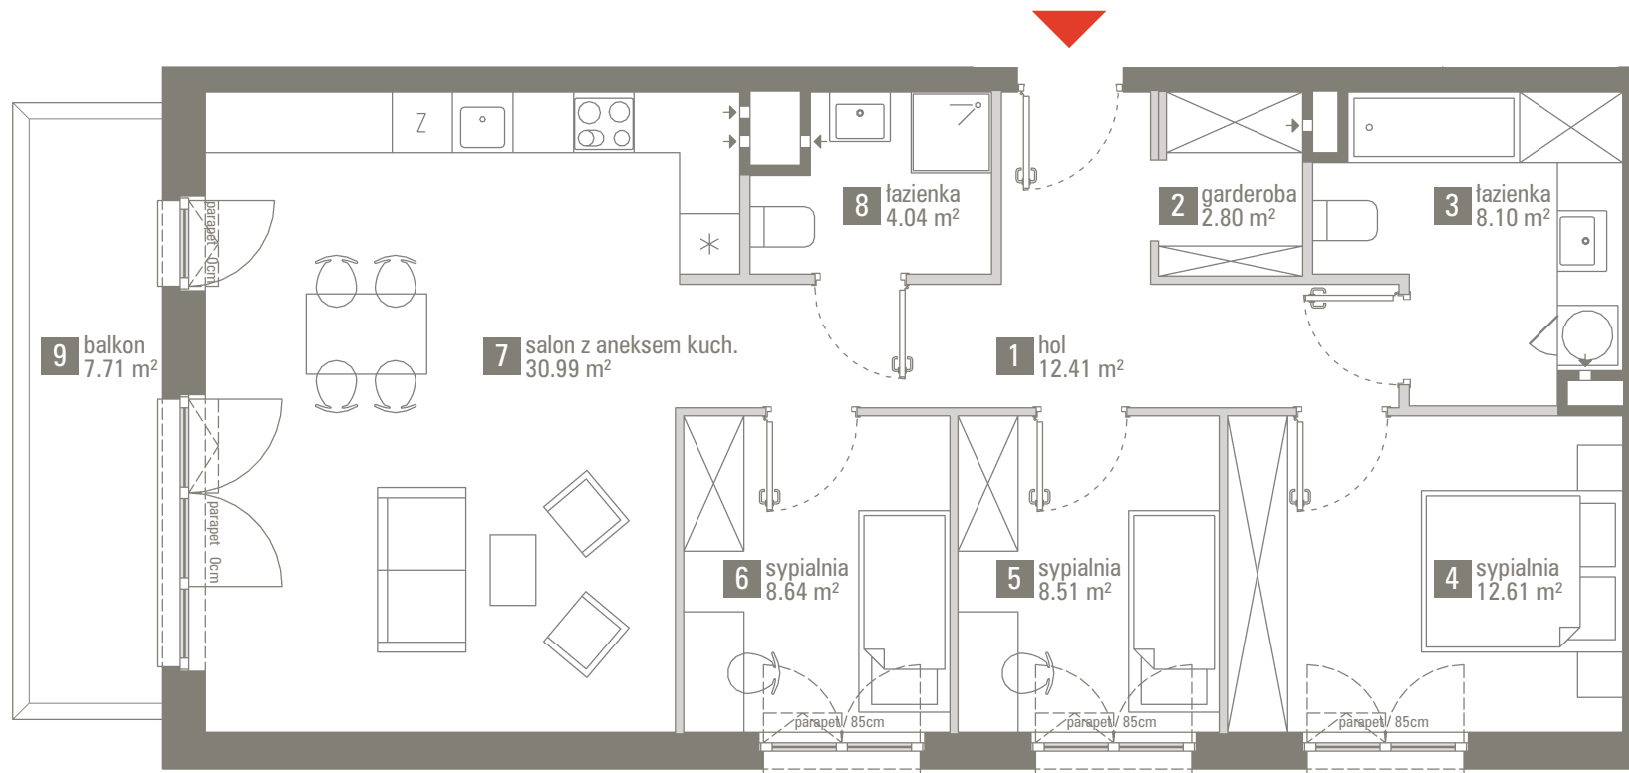 Z
8 łazienka
4.04 m²
2 garderoba
2.80 m²
3 łazienka
8.10 m²
parapet 0cm
9 balkon
7.71 m²
7 salon z aneksem kuch.
30.99 m²
1 hol
12.41 m²
parapet 0cm
6 sypialnia
8.64 m²
5 sypialnia
8.51 m²
4 sypialnia
12.61 m²
parapet / 85cm
parapet / 85cm
parapet / 85cm